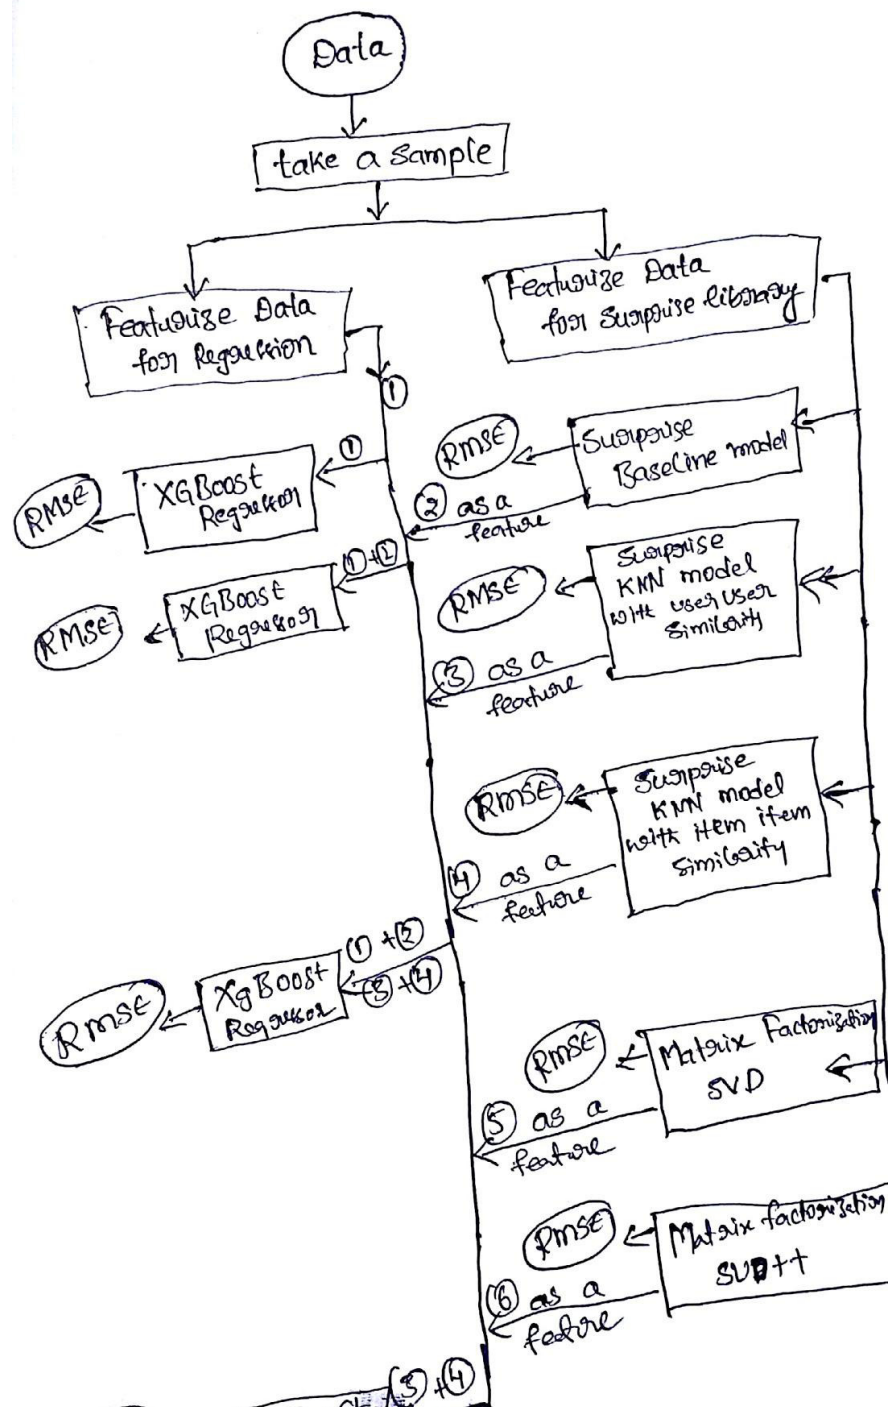 Data
take a sample
Featurize Data
for Regression
Featurize Data
for Surprise library
①
①
XGBoost
Regressor
RMSE
Surprise
Baseline model
RMSE
② as a
feature
①+②
XGBoost
Regressor
RMSE
Surprise
KNN model
with user user
similarity
RMSE
③ as a
feature
Surprise
KNN model
with item item
similarity
RMSE
④ as a
feature
①+②
③+④
XgBoost
Regressor
RMSE
Matrix Factorization
SVD
RMSE
⑤ as a
feature
Matrix factorization
SVD++
RMSE
⑥ as a
feature
③+④